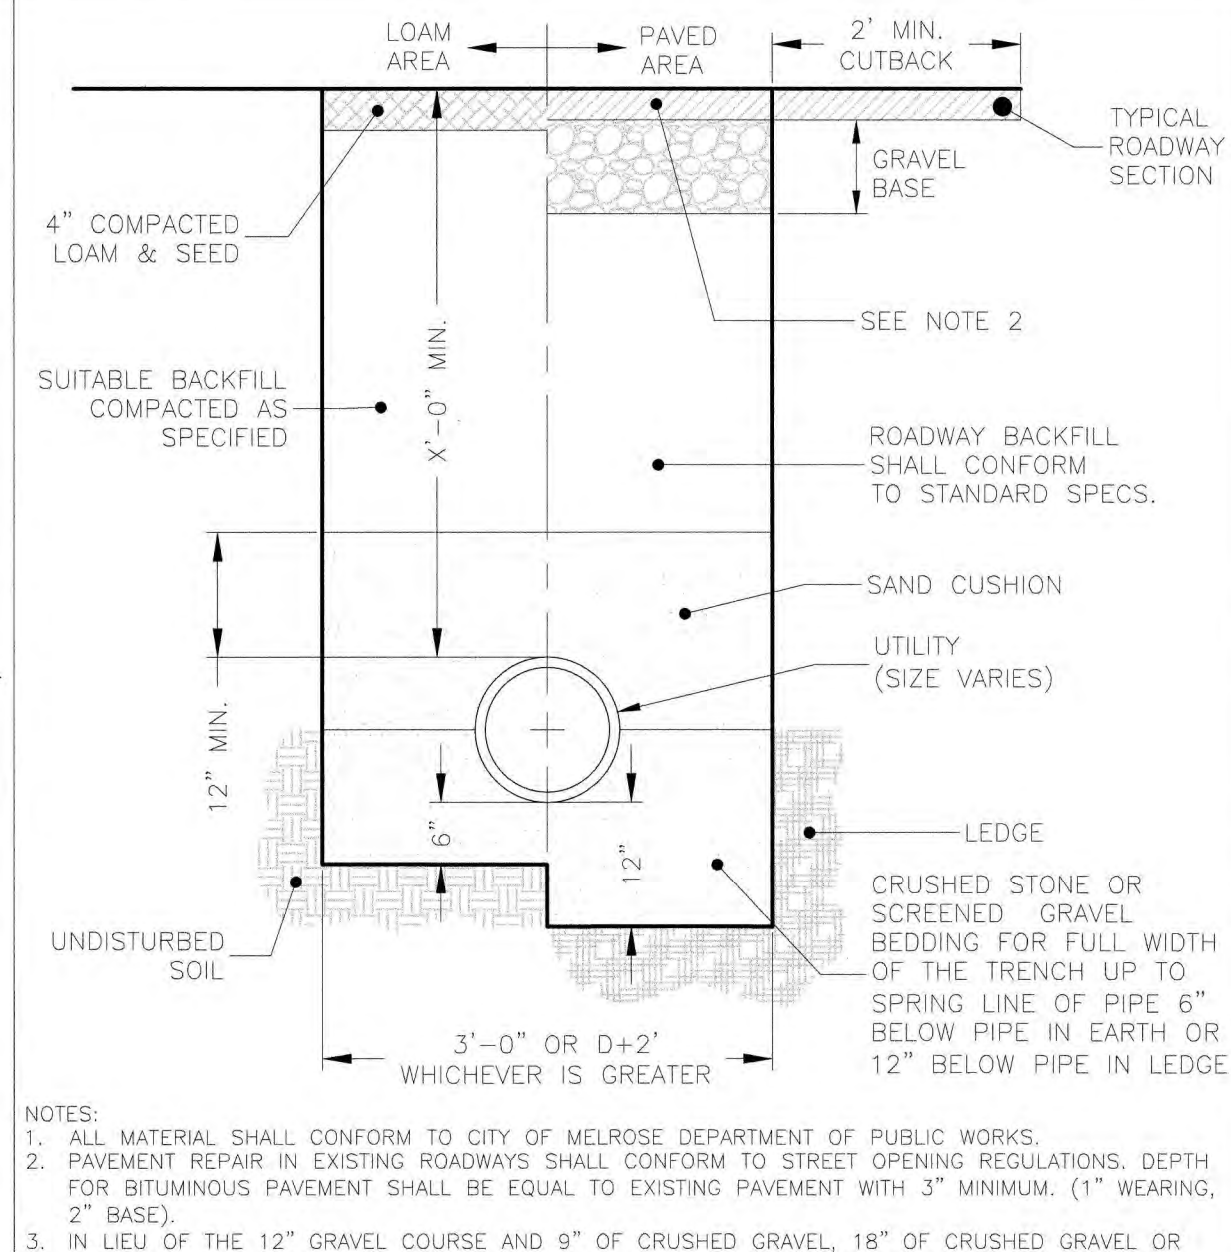 LOAM
AREA
PAVED
AREA
2' MIN.
CUTBACK
TYPICAL
ROADWAY
SECTION
GRAVEL
BASE
4" COMPACTED
LOAM & SEED
X'-0" MIN.
SEE NOTE 2
SUITABLE BACKFILL
COMPACTED AS
SPECIFIED
ROADWAY BACKFILL
SHALL CONFORM
TO STANDARD SPECS.
SAND CUSHION
UTILITY
(SIZE VARIES)
12" MIN.
6"
12"
LEDGE
CRUSHED STONE OR
SCREENED GRAVEL
BEDDING FOR FULL WIDTH
OF THE TRENCH UP TO
SPRING LINE OF PIPE 6"
BELOW PIPE IN EARTH OR
12" BELOW PIPE IN LEDGE
UNDISTURBED
SOIL
3'-0" OR D+2'
WHICHEVER IS GREATER
NOTES:
1. ALL MATERIAL SHALL CONFORM TO CITY OF MELROSE DEPARTMENT OF PUBLIC WORKS.
2. PAVEMENT REPAIR IN EXISTING ROADWAYS SHALL CONFORM TO STREET OPENING REGULATIONS. DEPTH
FOR BITUMINOUS PAVEMENT SHALL BE EQUAL TO EXISTING PAVEMENT WITH 3" MINIMUM. (1" WEARING,
2" BASE).
3. IN LIEU OF THE 12" GRAVEL COURSE AND 9" OF CRUSHED GRAVEL, 18" OF CRUSHED GRAVEL OR